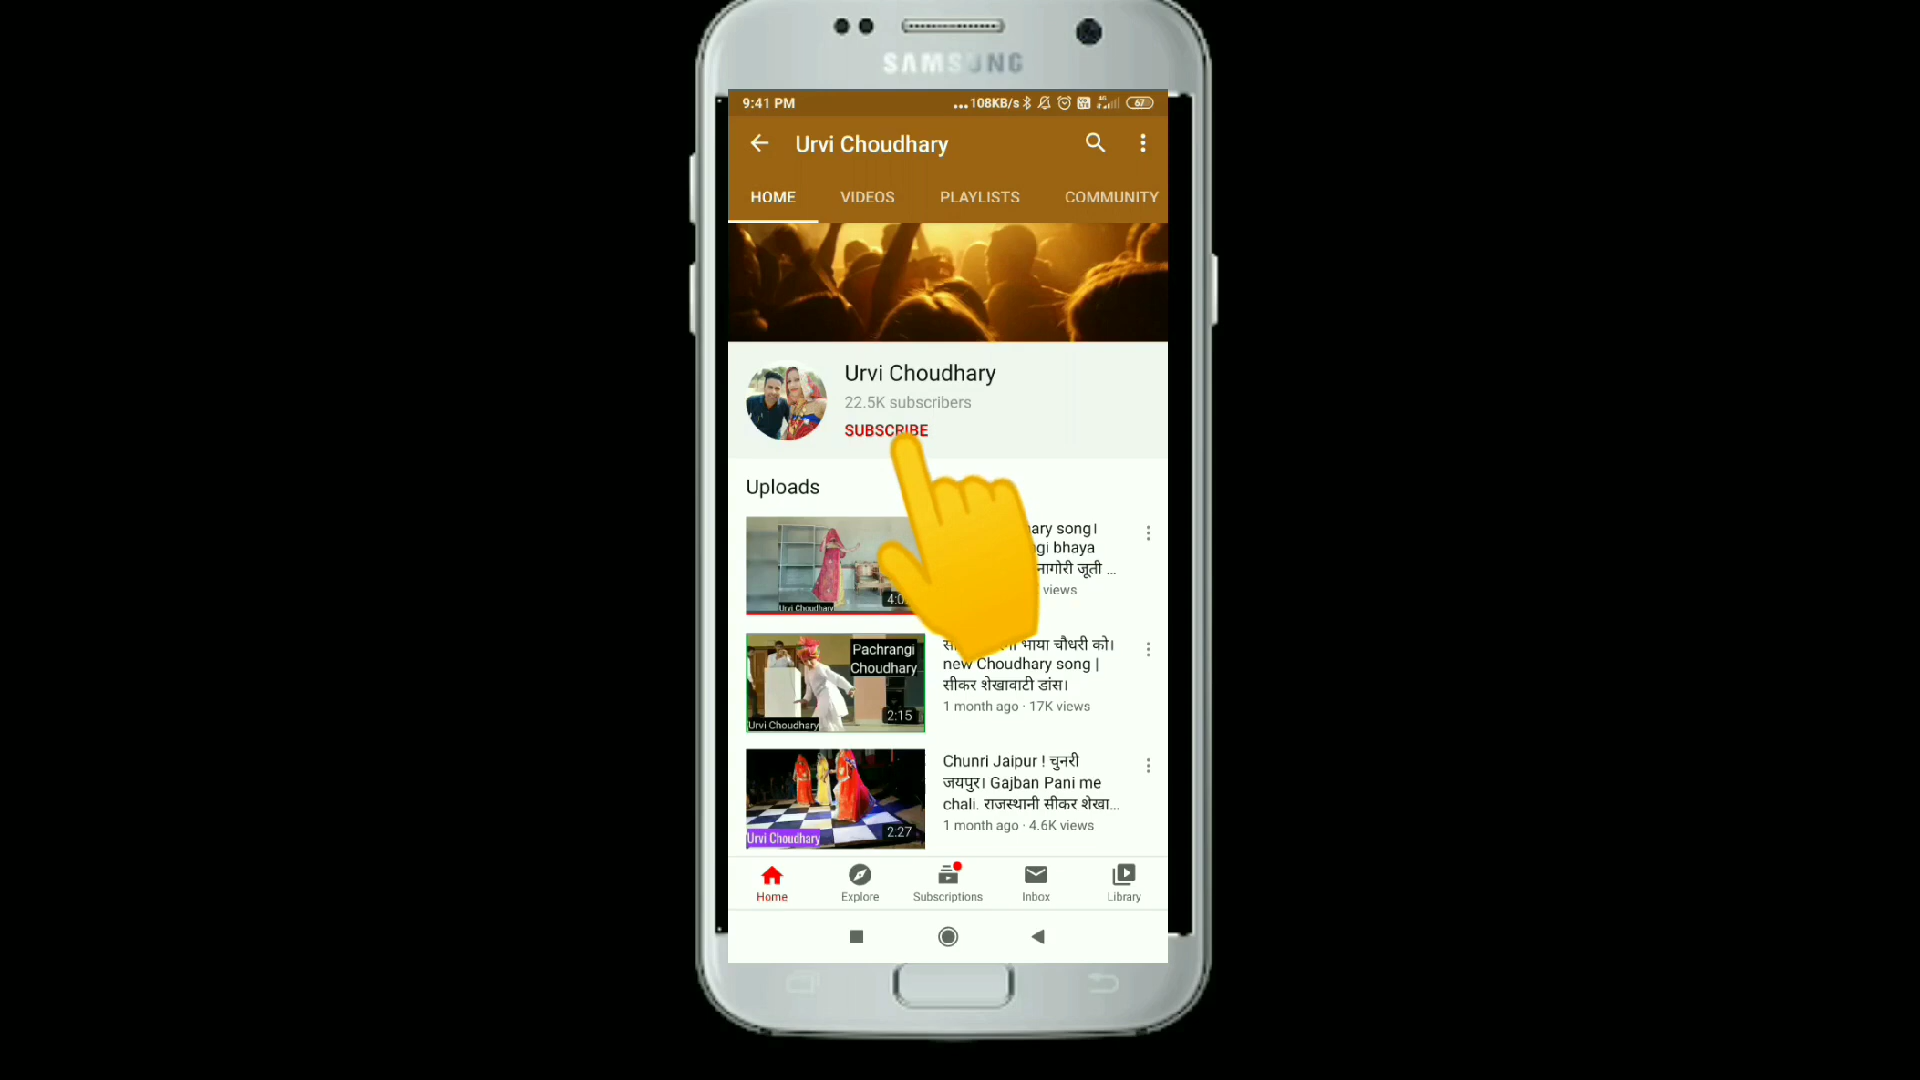 SAMSUNG
9:41 PM
...108KB/s
67
Urvi Choudhary
HOME VIDEOS PLAYLISTS COMMUNITY
Urvi Choudhary
22.5K subscribers
SUBSCRIBE
Uploads
song।
bhaya
नागोरी जूती ...
views
Urvi Choudhary
Pachrangi
Choudhary
2:15
Urvi Choudhary
भाया चौधरी को।
new Choudhary song |
सीकर शेखावाटी डांस।
1 month ago · 17K views
Chunri Jaipur ! चुनरी
जयपुर। Gajban Pani me
chali. राजस्थानी सीकर शेखा...
1 month ago · 4.6K views
Urvi Choudhary
2:27
Home Explore Subscriptions Inbox Library